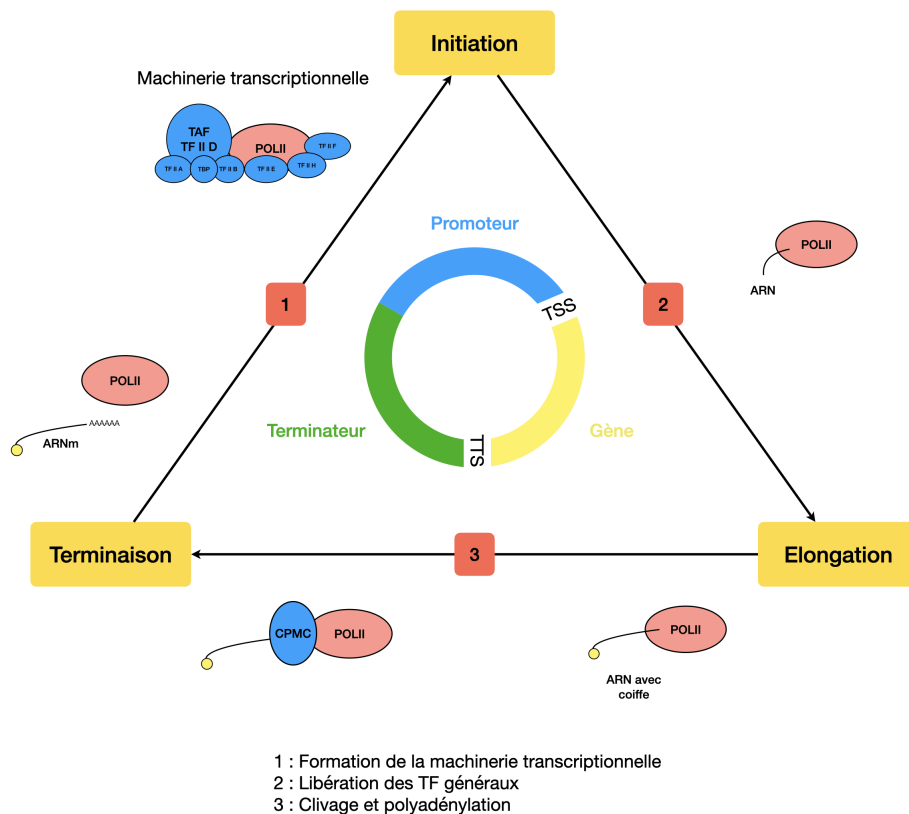 Initiation
Machinerie transcriptionnelle
TAF
TF II D
POLII
TF II F
TF II A
TBP
TF II B
TF II E
TF II H
Promoteur
POLII
ARN
1
2
TSS
POLII
AAAAAA
ARNm
Terminateur
Gène
TTS
Terminaison
3
Elongation
CPMC
POLII
POLII
ARN avec
coiffe
1 : Formation de la machinerie transcriptionnelle
2 : Libération des TF généraux
3 : Clivage et polyadénylation